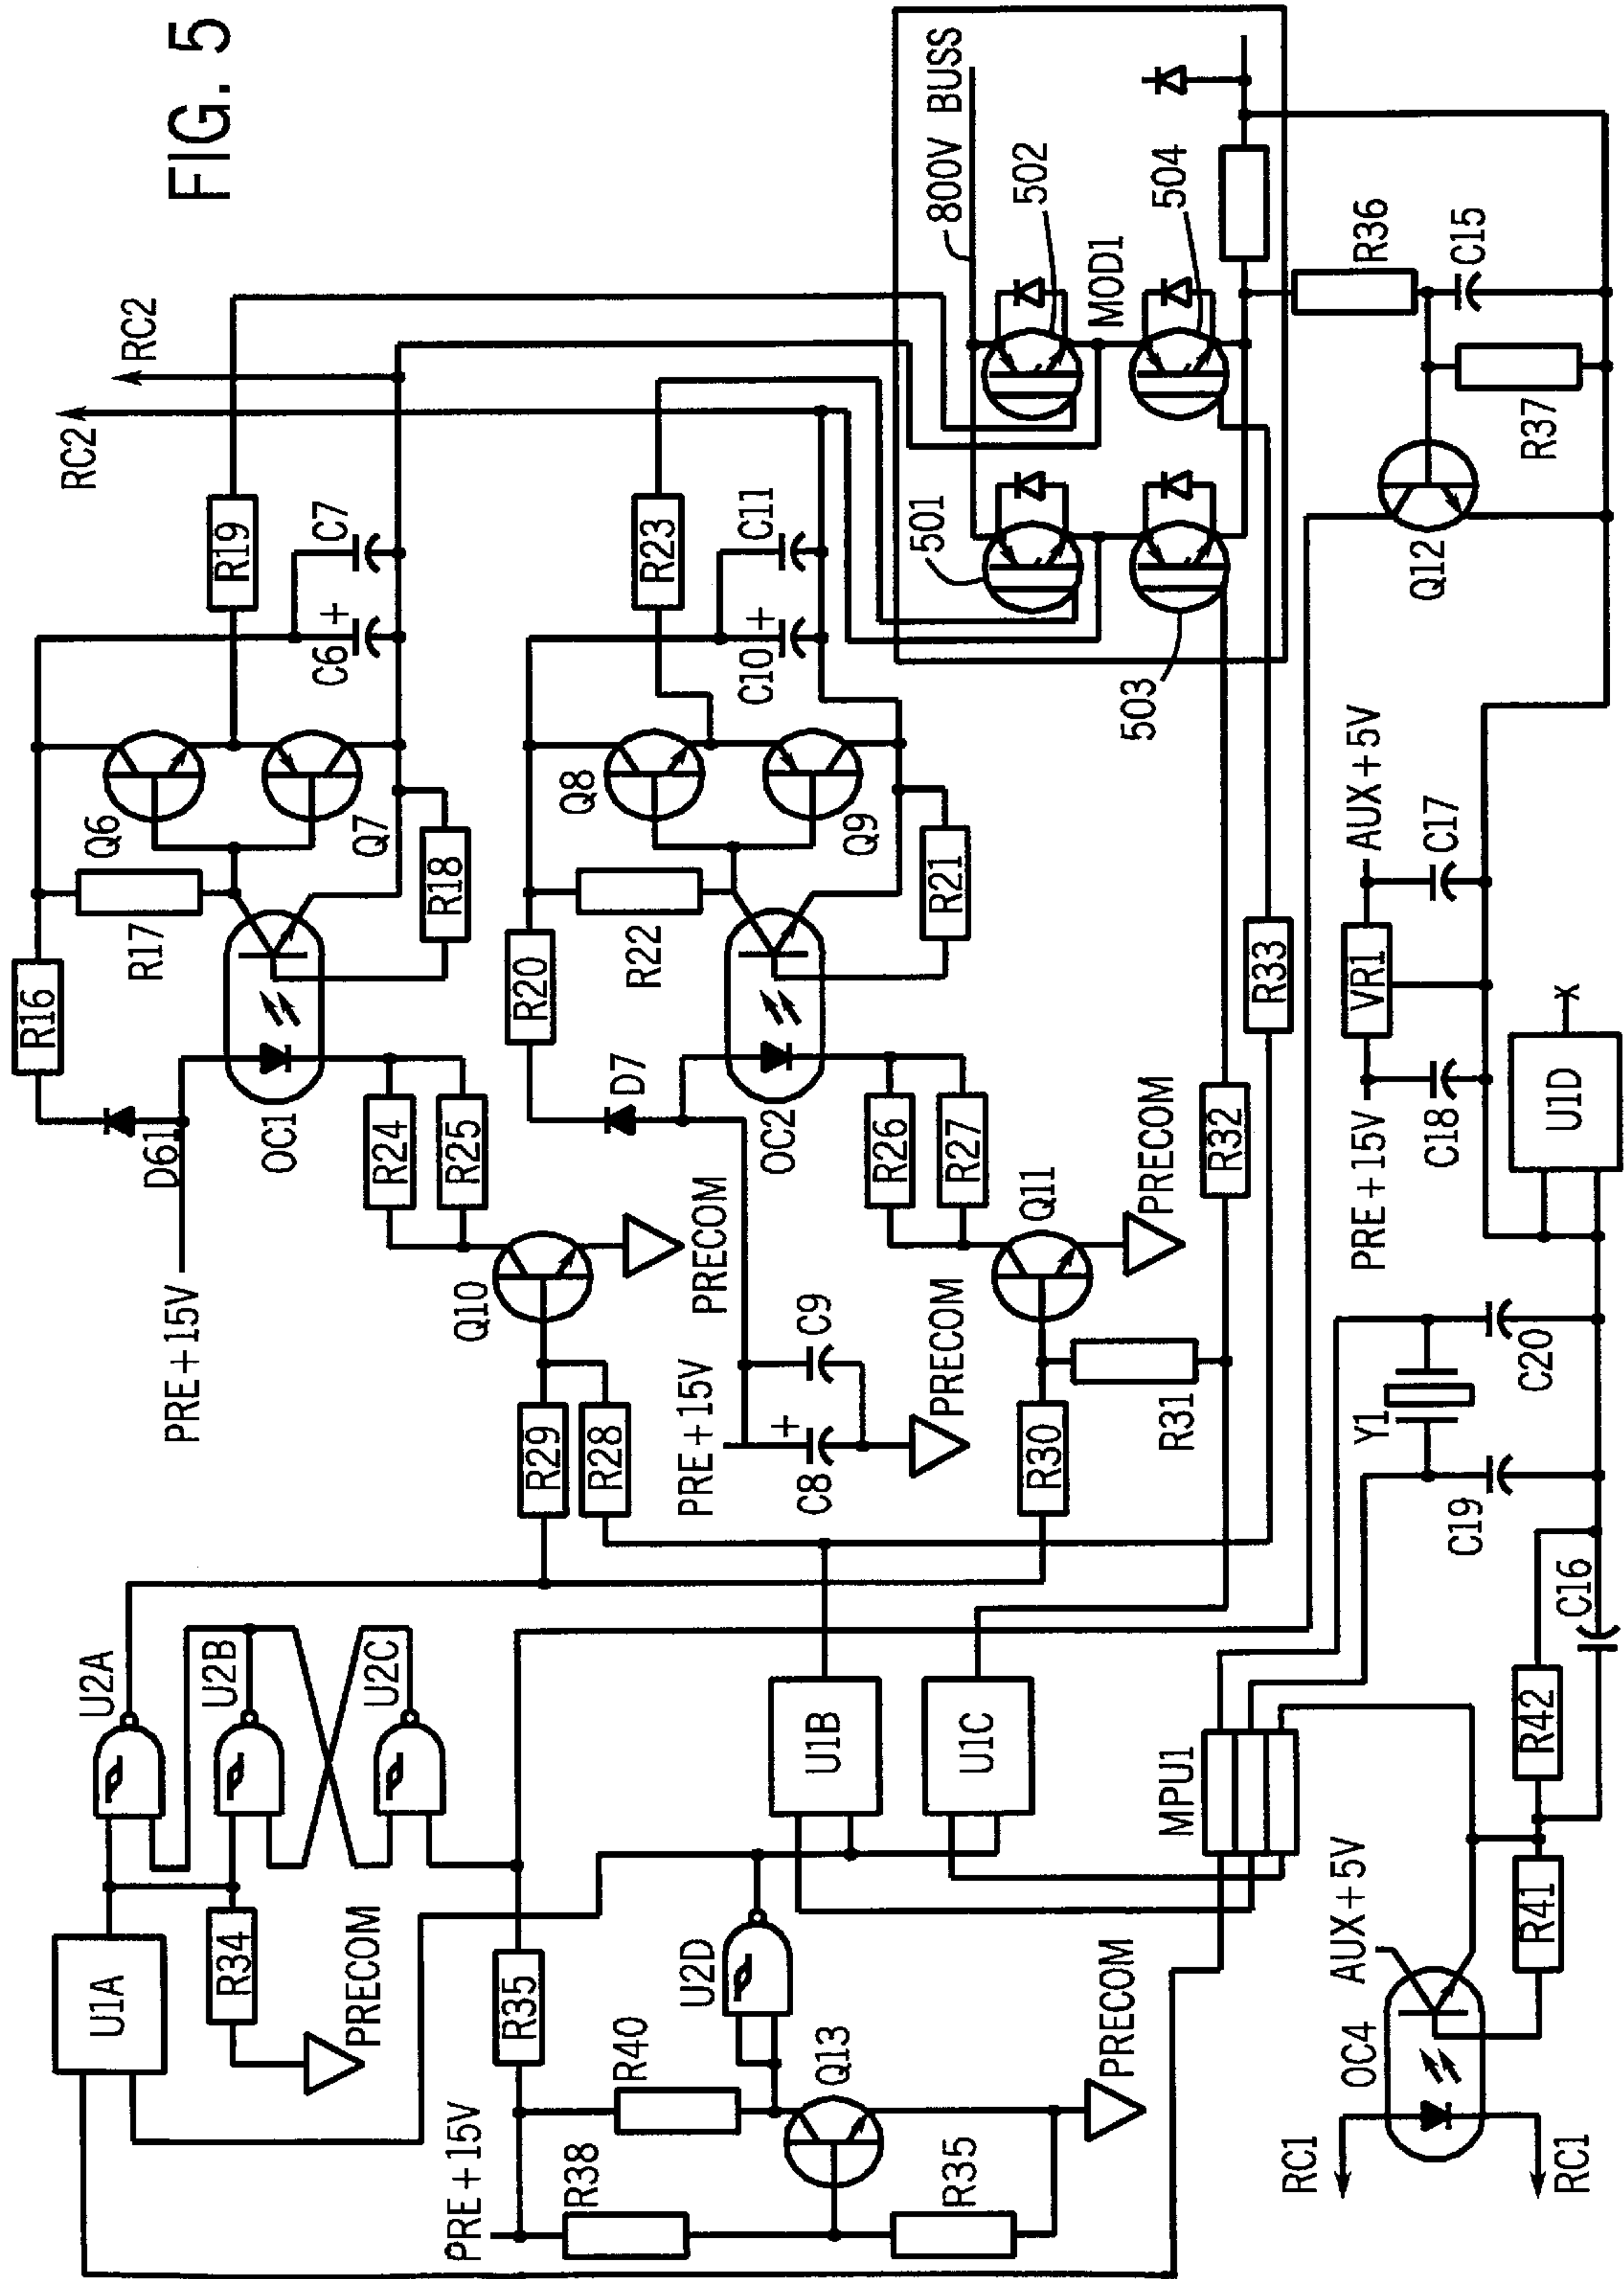 FIG. 5
RC2
RC2
R16
R17
D61
PRE+15V
OC1
R18
Q6
Q7
C6
+
C7
R19
R24
R25
Q10
PRECOM
R29
R28
R20
R22
D7
OC2
R21
Q8
Q9
C10
+
C11
R23
R26
R27
Q11
PRECOM
PRE+15V
C8
+
C9
PRECOM
R30
R31
R32
R33
800V BUSS
501
502
MOD1
503
504
R36
C15
R37
Q12
U2A
U2B
U2C
U1A
R34
PRECOM
R35
PRE+15V
R40
R38
Q13
R35
U2D
PRECOM
U1B
U1C
MPU1
Y1
C19
C20
PRE+15V
VR1
AUX+5V
C18
C17
U1D
X
AUX+5V
OC4
RC1
RC1
R41
R42
C16